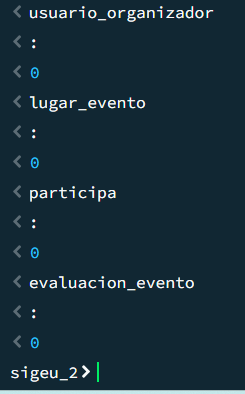 < usuario_organizador
< :
< 0
< lugar_evento
< :
< 0
< participa
< :
< 0
< evaluacion_evento
< :
< 0
sigeu_2>